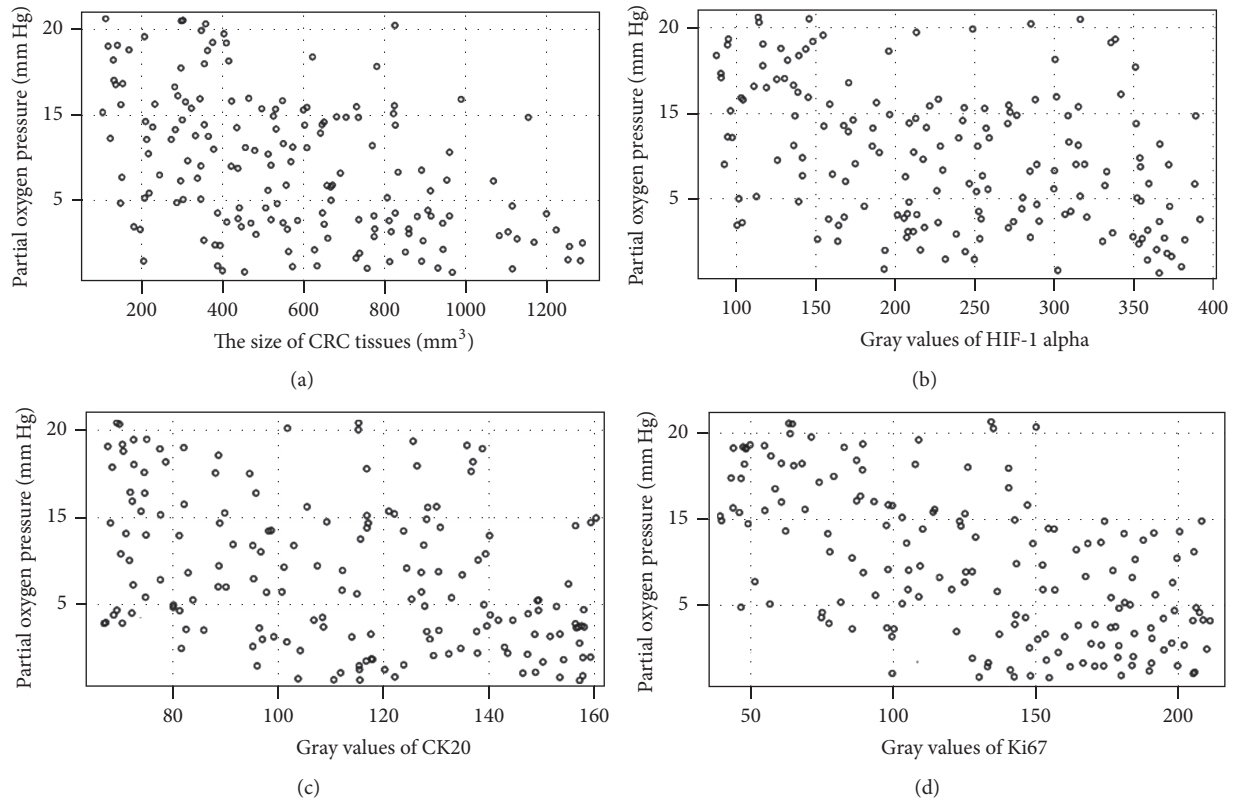 Partial oxygen pressure (mm Hg)
20
15
5
200 400 600 800 1000 1200
The size of CRC tissues (mm³)
(a)
Partial oxygen pressure (mm Hg)
20
15
5
100 150 200 250 300 350 400
Gray values of HIF-1 alpha
(b)
Partial oxygen pressure (mm Hg)
20
15
5
80 100 120 140 160
Gray values of CK20
(c)
Partial oxygen pressure (mm Hg)
20
15
5
50 100 150 200
Gray values of Ki67
(d)